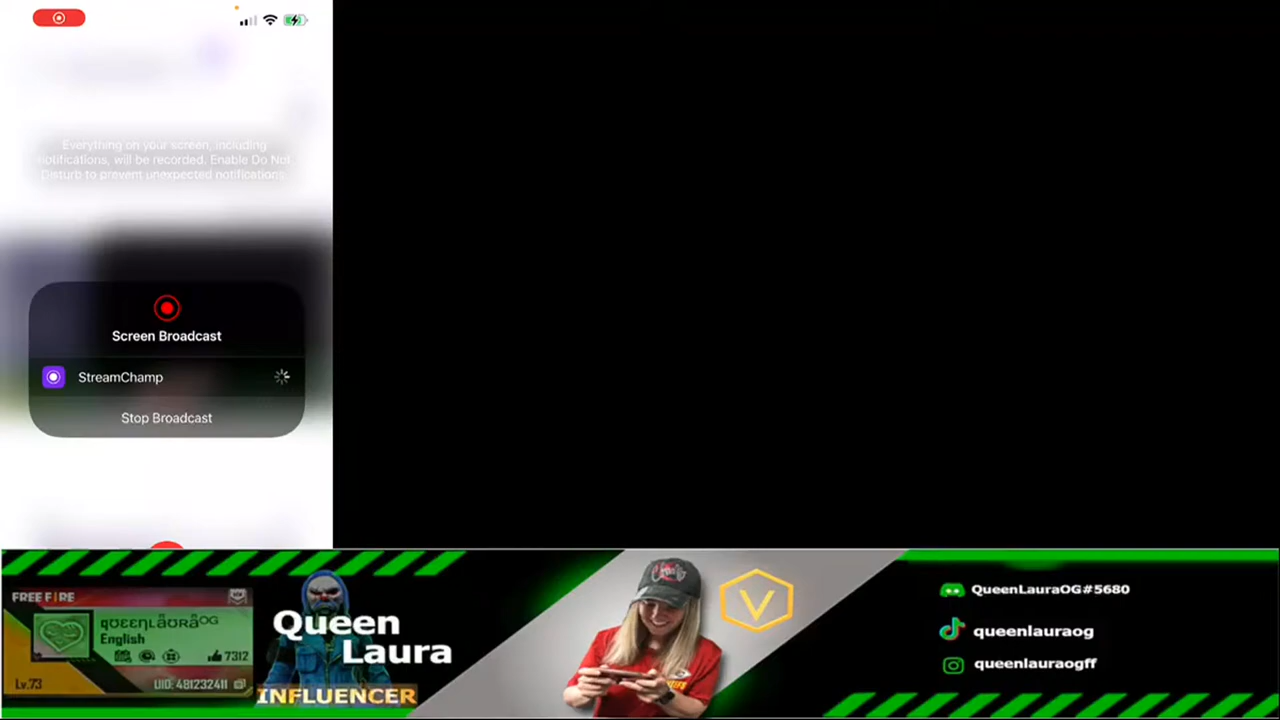 Everything on your screen, including
notifications, will be recorded. Enable Do Not
Disturb to prevent unexpected notifications.
Screen Broadcast
StreamChamp
Stop Broadcast
FREE FIRE
qʊɛɛղʟåʊʀåᴼᴳ
English
7312
Lv.73
UID: 481232411
Queen
Laura
INFLUENCER
V
QueenLauraOG#5680
queenlauraog
queenlauraogff